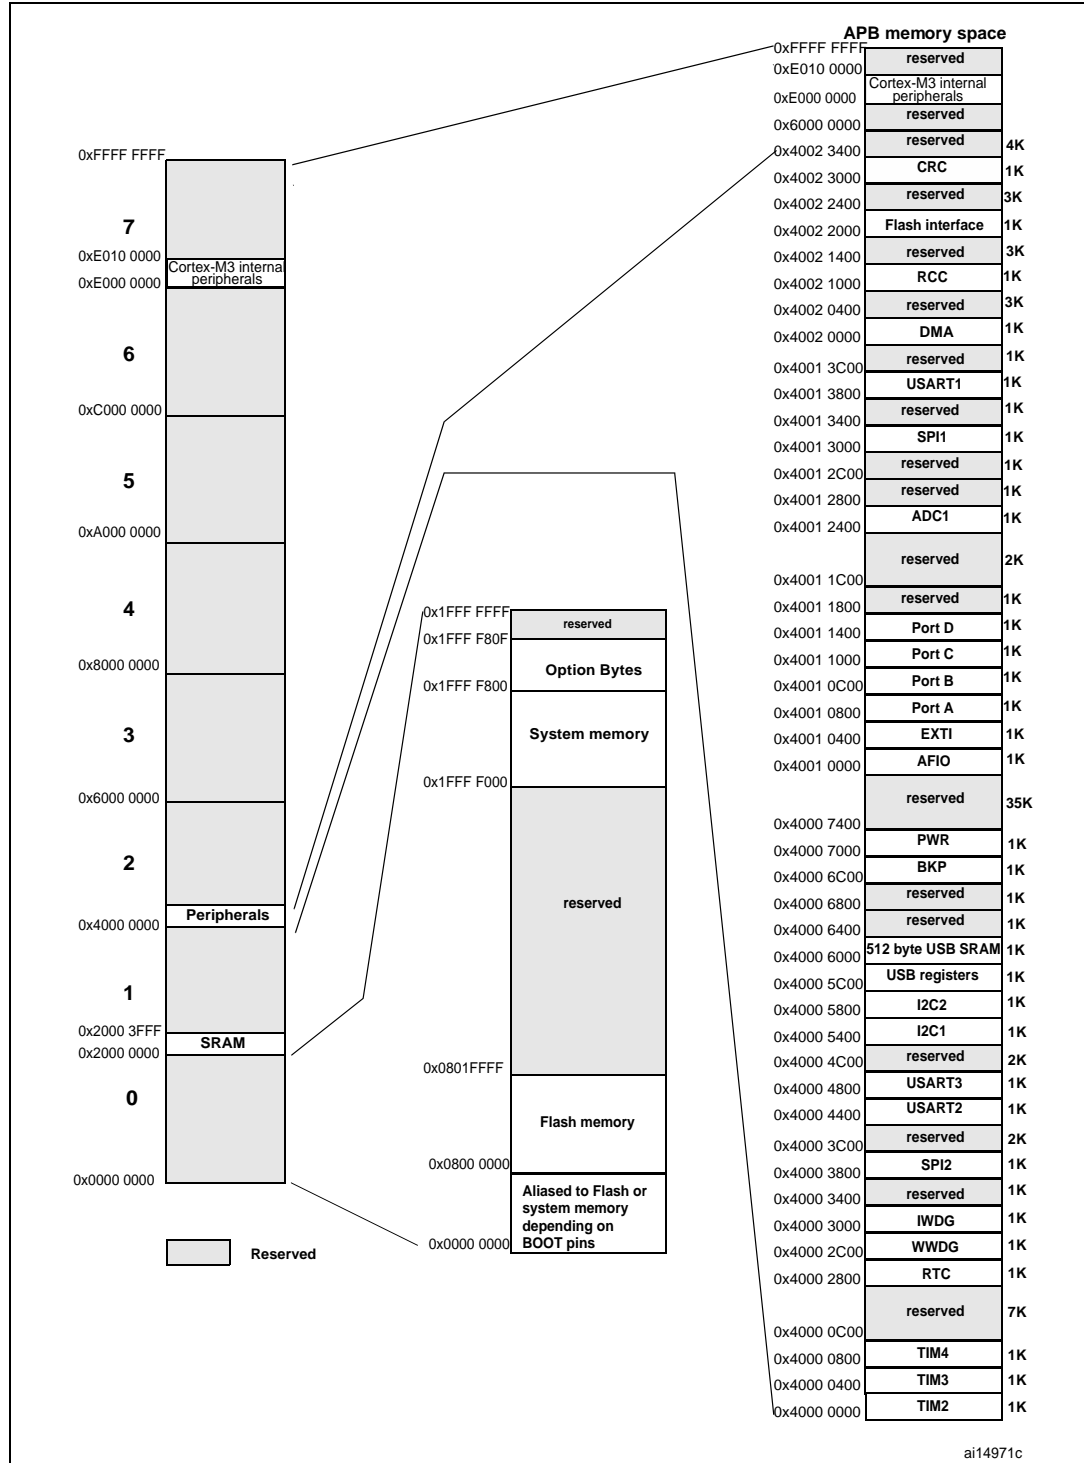 0xFFFF FFFF
7
0xE010 0000
Cortex-M3 internal
peripherals
0xE000 0000
6
0xC000 0000
5
0xA000 0000
4
0x8000 0000
3
0x6000 0000
2
Peripherals
0x4000 0000
1
0x2000 3FFF
SRAM
0x2000 0000
0
0x0000 0000
Reserved
0x1FFF FFFF
reserved
0x1FFF F80F
Option Bytes
0x1FFF F800
System memory
0x1FFF F000
reserved
0x0801FFFF
Flash memory
0x0800 0000
Aliased to Flash or
system memory
depending on
BOOT pins
0x0000 0000
APB memory space
0xFFFF FFFF
reserved
0xE010 0000
Cortex-M3 internal
peripherals
0xE000 0000
reserved
0x6000 0000
reserved 4K
0x4002 3400
CRC 1K
0x4002 3000
reserved 3K
0x4002 2400
Flash interface 1K
0x4002 2000
reserved 3K
0x4002 1400
RCC 1K
0x4002 1000
reserved 3K
0x4002 0400
DMA 1K
0x4002 0000
reserved 1K
0x4001 3C00
USART1 1K
0x4001 3800
reserved 1K
0x4001 3400
SPI1 1K
0x4001 3000
reserved 1K
0x4001 2C00
reserved 1K
0x4001 2800
ADC1 1K
0x4001 2400
reserved 2K
0x4001 1C00
reserved 1K
0x4001 1800
Port D 1K
0x4001 1400
Port C 1K
0x4001 1000
Port B 1K
0x4001 0C00
Port A 1K
0x4001 0800
EXTI 1K
0x4001 0400
AFIO 1K
0x4001 0000
reserved 35K
0x4000 7400
PWR 1K
0x4000 7000
BKP 1K
0x4000 6C00
reserved 1K
0x4000 6800
reserved 1K
0x4000 6400
512 byte USB SRAM 1K
0x4000 6000
USB registers 1K
0x4000 5C00
I2C2 1K
0x4000 5800
I2C1 1K
0x4000 5400
reserved 2K
0x4000 4C00
USART3 1K
0x4000 4800
USART2 1K
0x4000 4400
reserved 2K
0x4000 3C00
SPI2 1K
0x4000 3800
reserved 1K
0x4000 3400
IWDG 1K
0x4000 3000
WWDG 1K
0x4000 2C00
RTC 1K
0x4000 2800
reserved 7K
0x4000 0C00
TIM4 1K
0x4000 0800
TIM3 1K
0x4000 0400
TIM2 1K
0x4000 0000
ai14971c